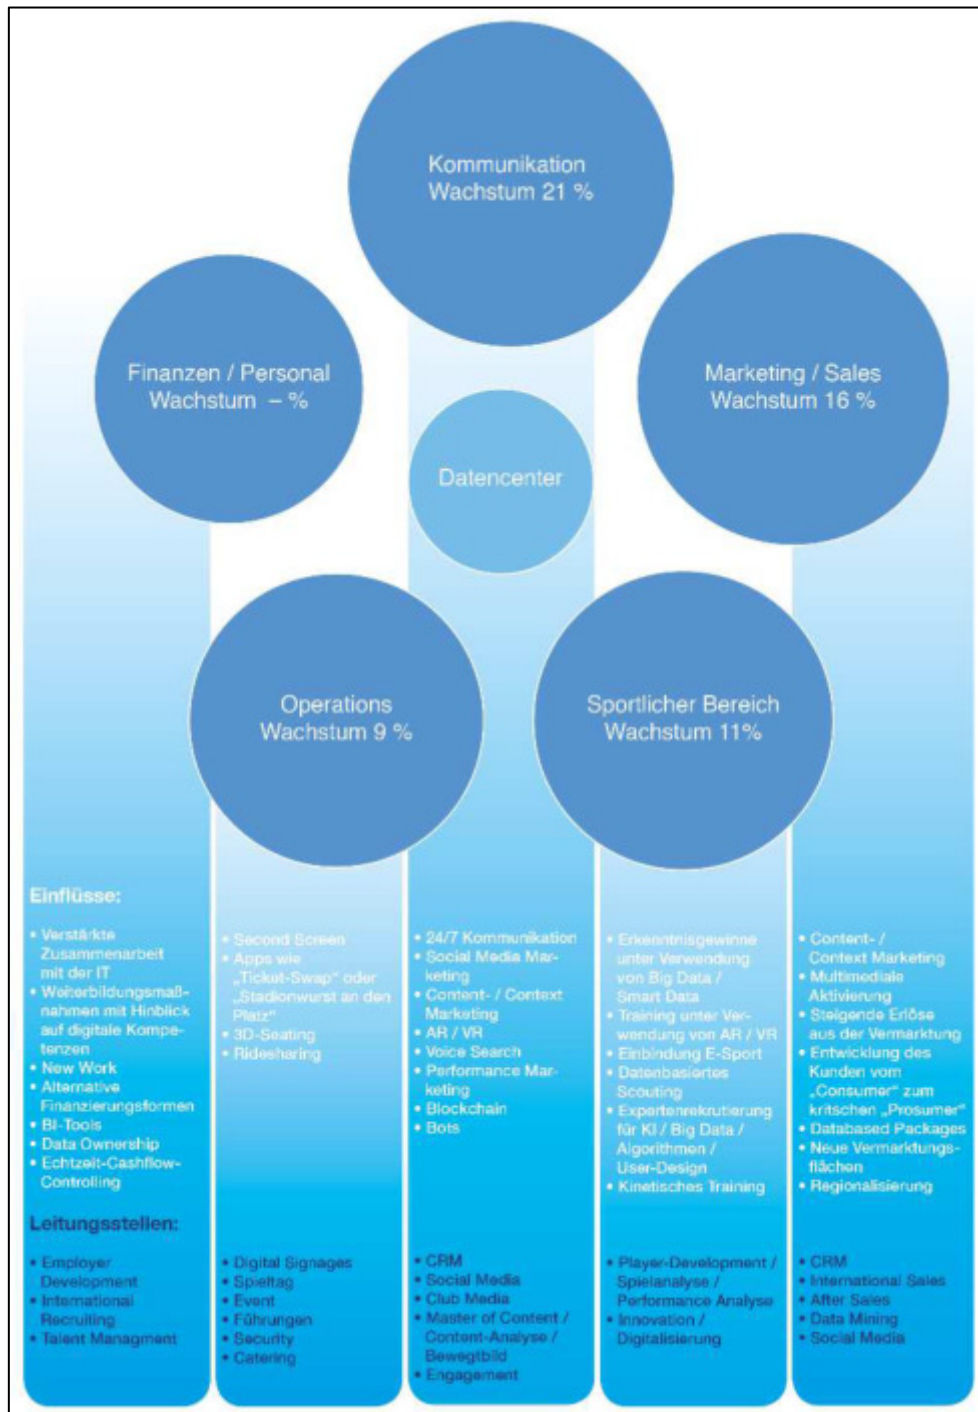 Kommunikation
Wachstum 21 %
Finanzen / Personal
Wachstum – %
Marketing / Sales
Wachstum 16 %
Datencenter
Operations
Wachstum 9 %
Sportlicher Bereich
Wachstum 11%
Einflüsse:
• Verstärkte
Zusammenarbeit
mit der IT
• Weiterbildungsmaß-
nahmen mit Hinblick
auf digitale Kompe-
tenzen
• New Work
• Alternative
Finanzierungsformen
• BI-Tools
• Data Ownership
• Echtzeit-Cashflow-
Controlling
Leitungsstellen:
• Employer
Development
• International
Recruiting
• Talent Managment
• Second Screen
• Apps wie
„Ticket-Swap“ oder
„Stadionwurst an den
Platz“
• 3D-Seating
• Ridesharing
• Digital Signages
• Spieltag
• Event
• Führungen
• Security
• Catering
• 24/7 Kommunikation
• Social Media Mar-
keting
• Content- / Context
Marketing
• AR / VR
• Voice Search
• Performance Mar-
keting
• Blockchain
• Bots
• CRM
• Social Media
• Club Media
• Master of Content /
Content-Analyse /
Bewegtbild
• Engagement
• Erkenntnisgewinne
unter Verwendung
von Big Data /
Smart Data
• Training unter Ver-
wendung von AR / VR
• Einbindung E-Sport
• Datenbasiertes
Scouting
• Expertenrekrutierung
für KI / Big Data /
Algorithmen /
User-Design
• Kinetisches Training
• Player-Development /
Spielanalyse /
Performance Analyse
• Innovation /
Digitalisierung
• Content- /
Context Marketing
• Multimediale
Aktivierung
• Steigende Erlöse
aus der Vermarktung
• Entwicklung des
Kunden vom
„Consumer“ zum
kritschen „Prosumer“
• Databased Packages
• Neue Vermarktungs-
flächen
• Regionalisierung
• CRM
• International Sales
• After Sales
• Data Mining
• Social Media